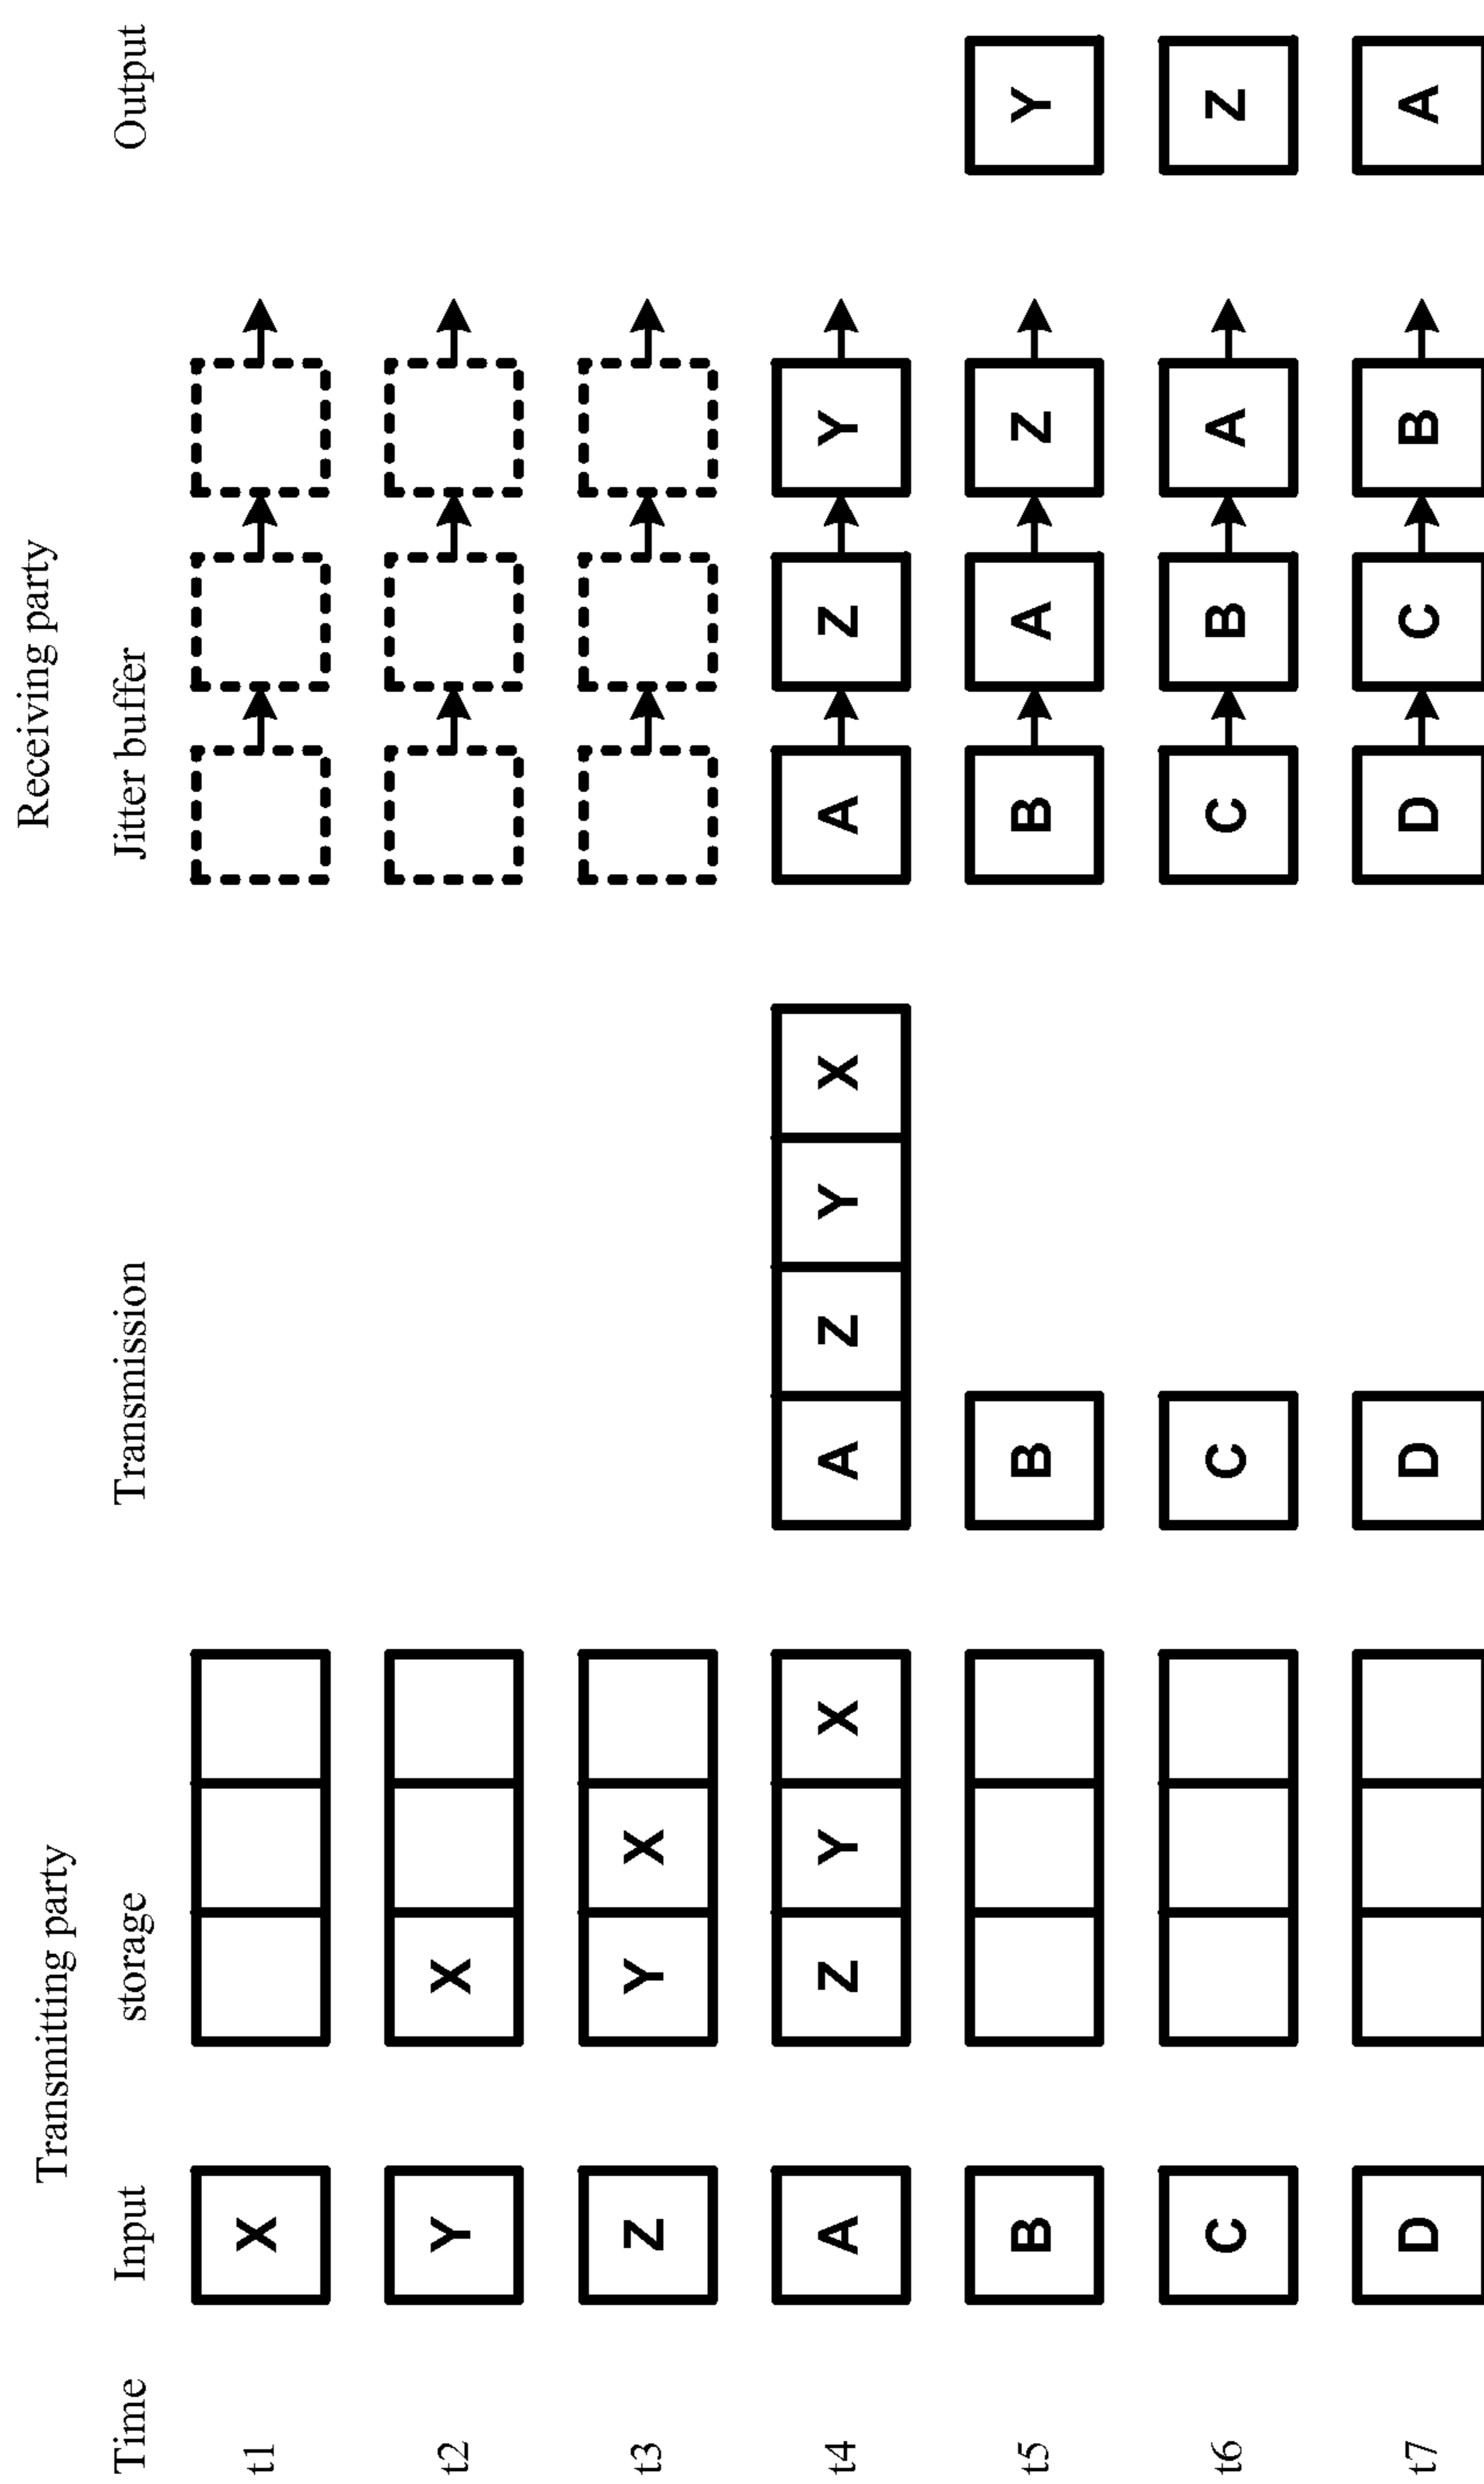 Transmitting party Receiving party
Time Input storage Transmission Jitter buffer Output
t1 X
t2 Y X
t3 Z Y X
t4 A Z Y X A Z Y X A Z Y
t5 B B B A Z Y
t6 C C C B A Z
t7 D D D C B A